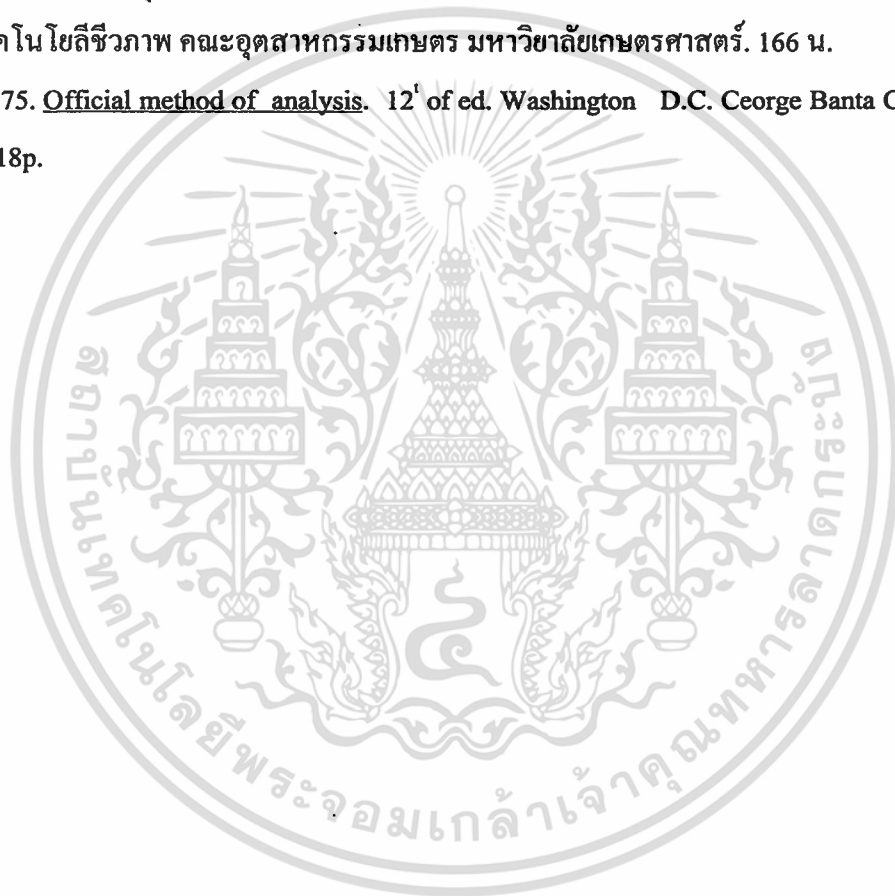 คโนโยลีชีวภาพ คณะอุตสาหกรรมเกษตร มหาวิทยาลัยเกษตรศาสตร์. 166 น.
75. Official method of analysis. 12t of ed. Washington D.C. Ceorge Banta C
18p.
สถาบันเทคโนโลยีพระจอมเกล้าเจ้าคุณทหารลาดกระบัง